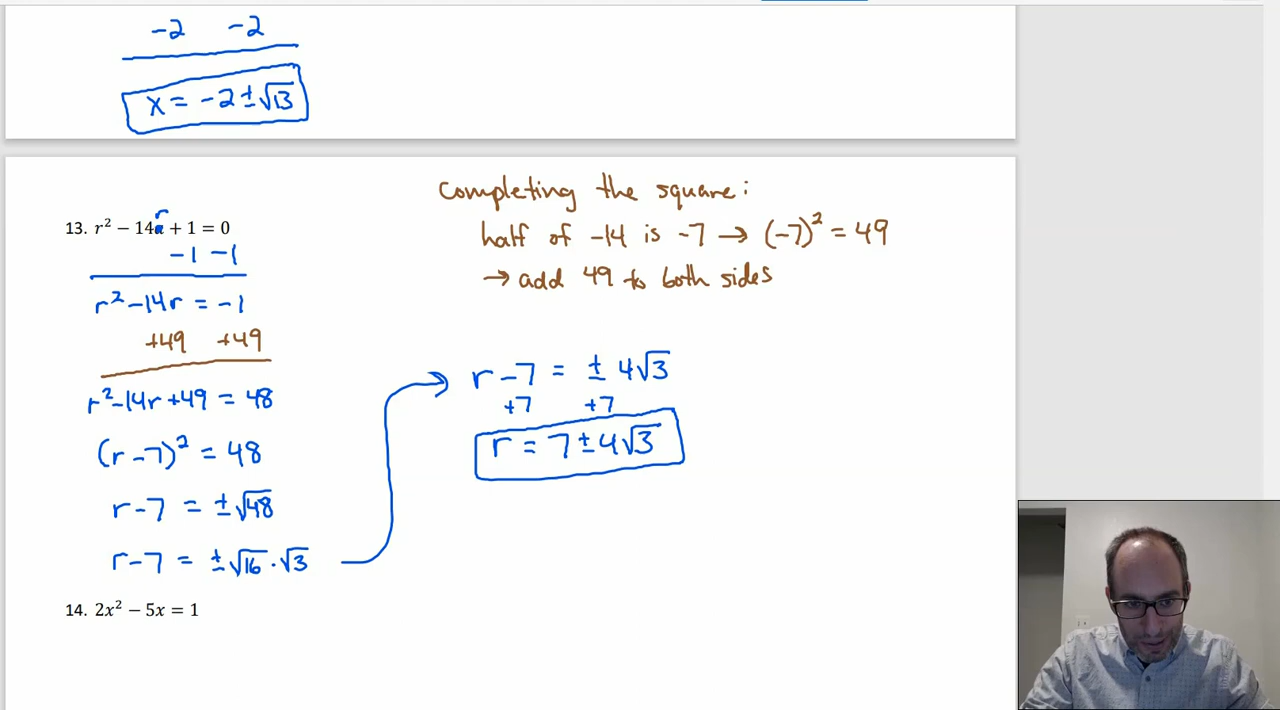 -2 -2
x = -2 ± √13
13. r² − 14r + 1 = 0
-1 -1
r² -14r = -1
+49 +49
r² -14r +49 = 48
(r -7)² = 48
r -7 = ±√48
r -7 = ±√16 · √3
Completing the square:
half of -14 is -7 → (-7)² = 49
→ add 49 to both sides
r -7 = ± 4√3
+7 +7
r = 7 ± 4√3
14. 2x² − 5x = 1